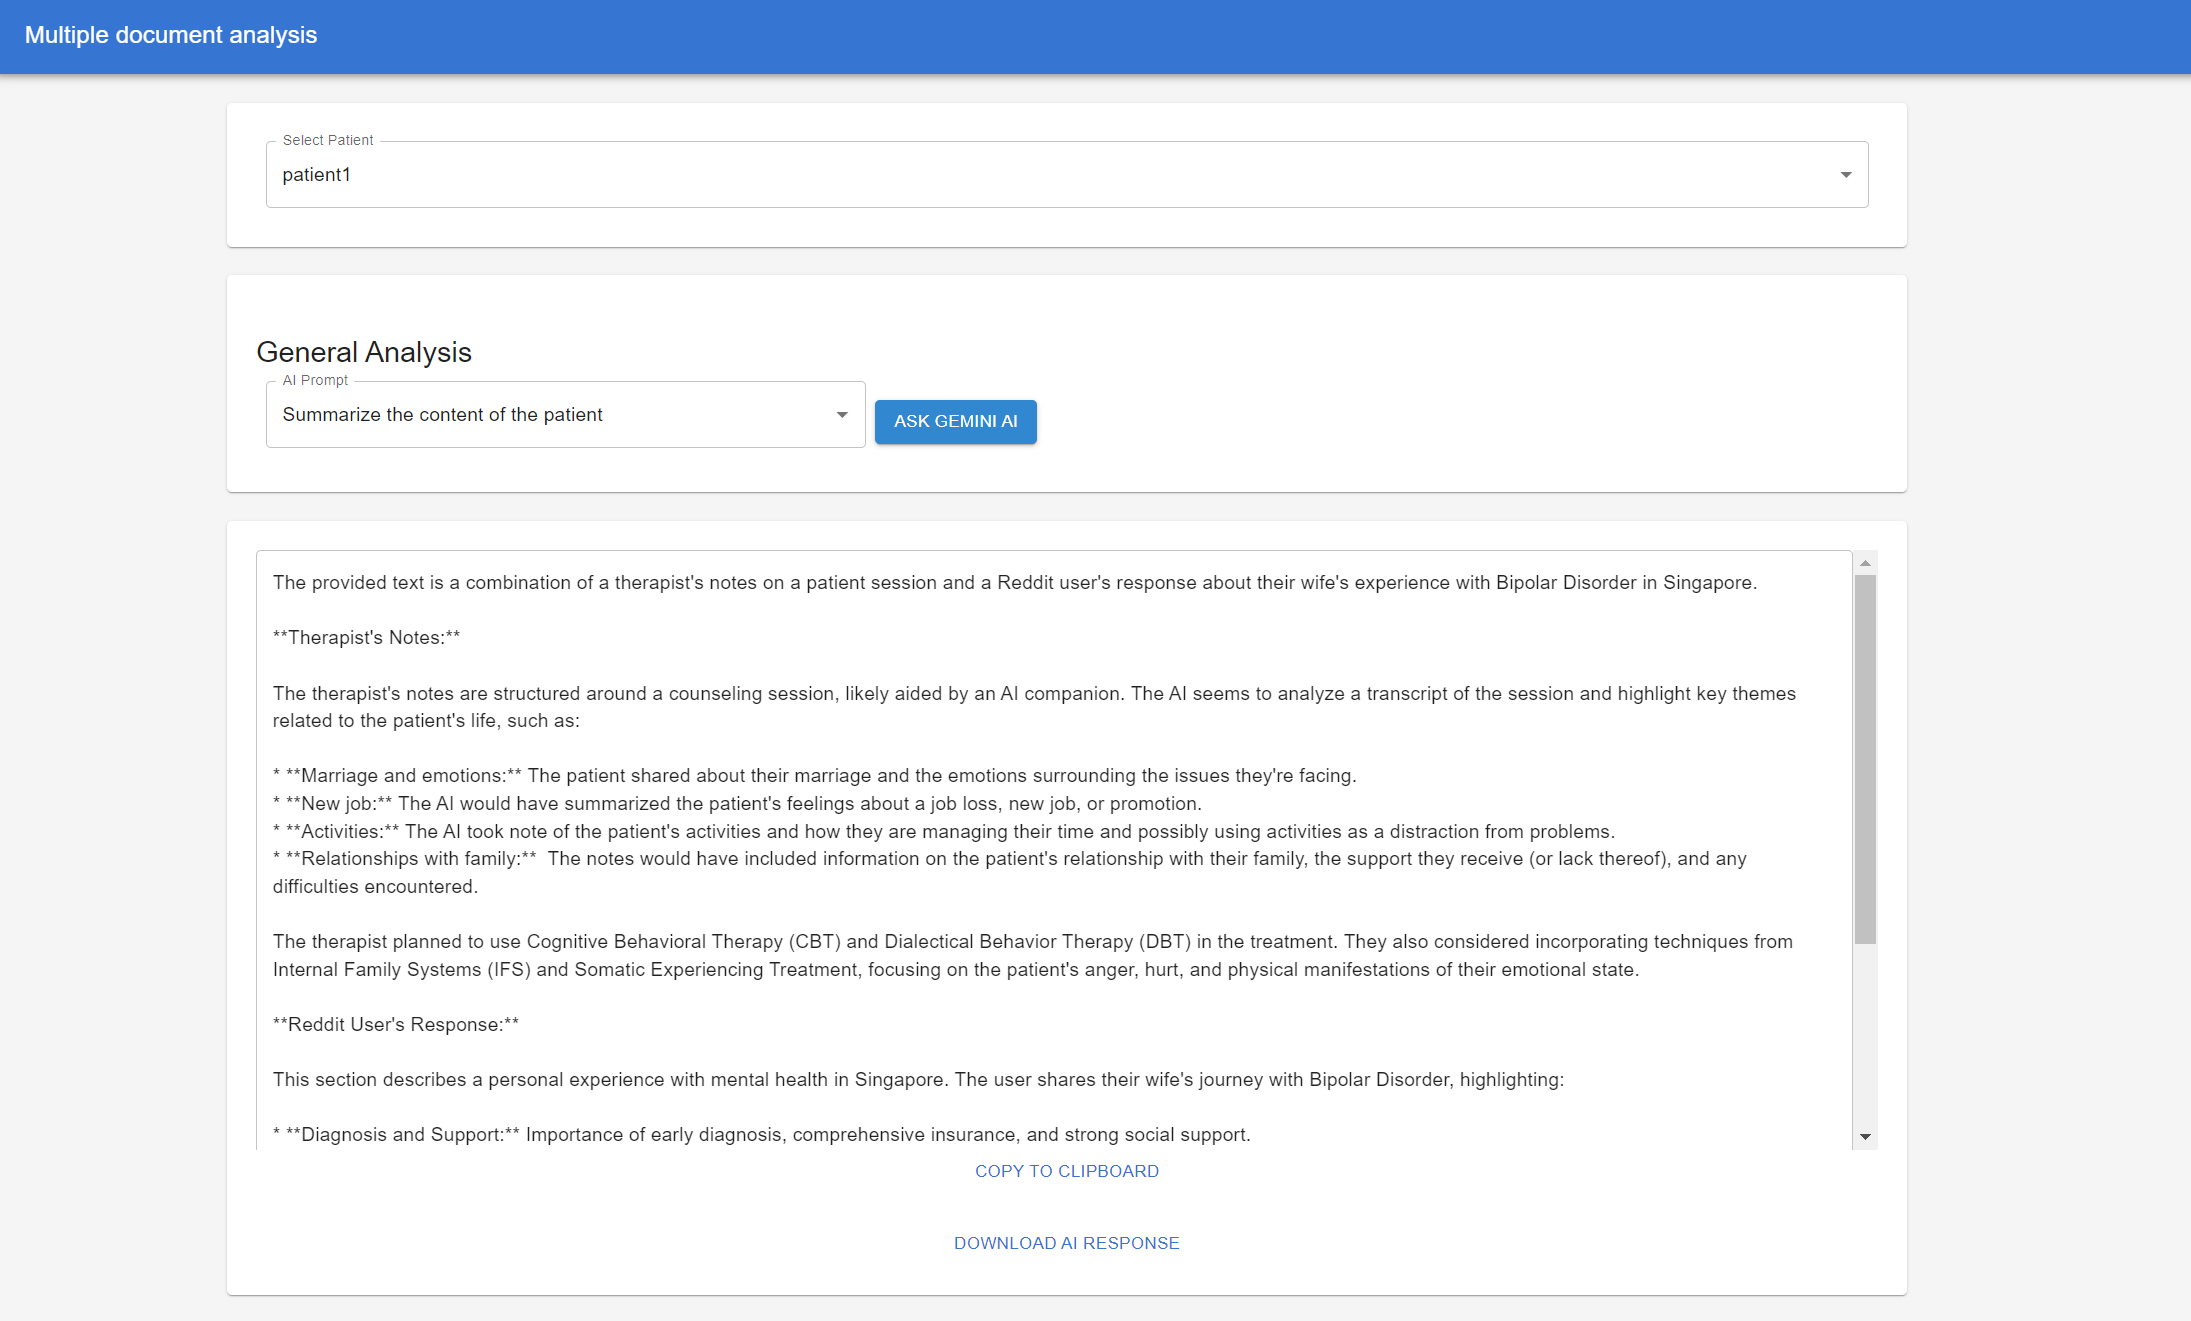 Multiple document analysis
Select Patient
patient1
General Analysis
AI Prompt
Summarize the content of the patient
ASK GEMINI AI
The provided text is a combination of a therapist's notes on a patient session and a Reddit user's response about their wife's experience with Bipolar Disorder in Singapore.
**Therapist's Notes:**
The therapist's notes are structured around a counseling session, likely aided by an AI companion. The AI seems to analyze a transcript of the session and highlight key themes
related to the patient's life, such as:
* **Marriage and emotions:** The patient shared about their marriage and the emotions surrounding the issues they're facing.
* **New job:** The AI would have summarized the patient's feelings about a job loss, new job, or promotion.
* **Activities:** The AI took note of the patient's activities and how they are managing their time and possibly using activities as a distraction from problems.
* **Relationships with family:**  The notes would have included information on the patient's relationship with their family, the support they receive (or lack thereof), and any
difficulties encountered.
The therapist planned to use Cognitive Behavioral Therapy (CBT) and Dialectical Behavior Therapy (DBT) in the treatment. They also considered incorporating techniques from
Internal Family Systems (IFS) and Somatic Experiencing Treatment, focusing on the patient's anger, hurt, and physical manifestations of their emotional state.
**Reddit User's Response:**
This section describes a personal experience with mental health in Singapore. The user shares their wife's journey with Bipolar Disorder, highlighting:
* **Diagnosis and Support:** Importance of early diagnosis, comprehensive insurance, and strong social support.
COPY TO CLIPBOARD
DOWNLOAD AI RESPONSE